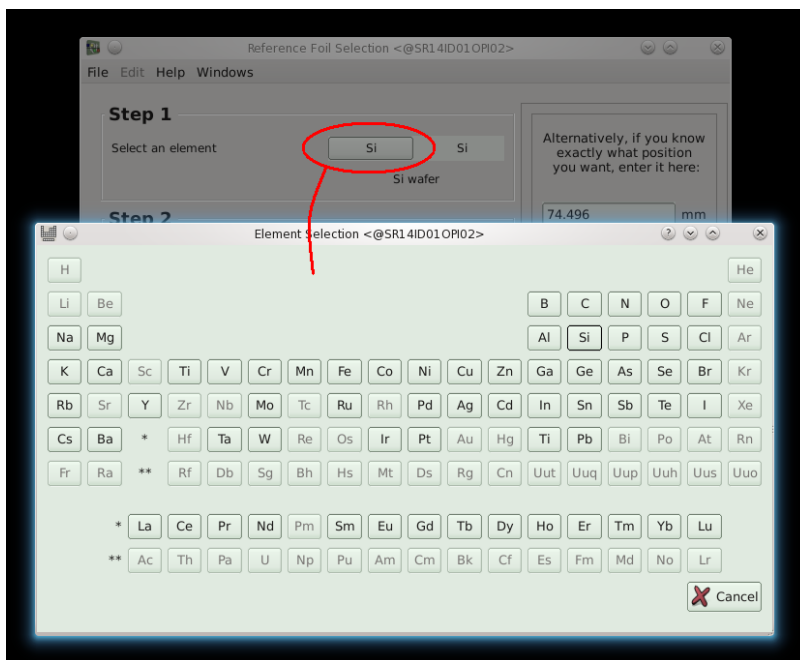 Reference Foil Selection <@SR14ID01OPI02>
File Edit Help Windows
Step 1
Select an element Si Si
Si wafer
Alternatively, if you know
exactly what position
you want, enter it here:
74.496 mm
Step 2
Element Selection <@SR14ID01OPI02>
H He
Li Be B C N O F Ne
Na Mg Al Si P S Cl Ar
K Ca Sc Ti V Cr Mn Fe Co Ni Cu Zn Ga Ge As Se Br Kr
Rb Sr Y Zr Nb Mo Tc Ru Rh Pd Ag Cd In Sn Sb Te I Xe
Cs Ba * Hf Ta W Re Os Ir Pt Au Hg Ti Pb Bi Po At Rn
Fr Ra ** Rf Db Sg Bh Hs Mt Ds Rg Cn Uut Uuq Uup Uuh Uus Uuo
* La Ce Pr Nd Pm Sm Eu Gd Tb Dy Ho Er Tm Yb Lu
** Ac Th Pa U Np Pu Am Cm Bk Cf Es Fm Md No Lr
Cancel